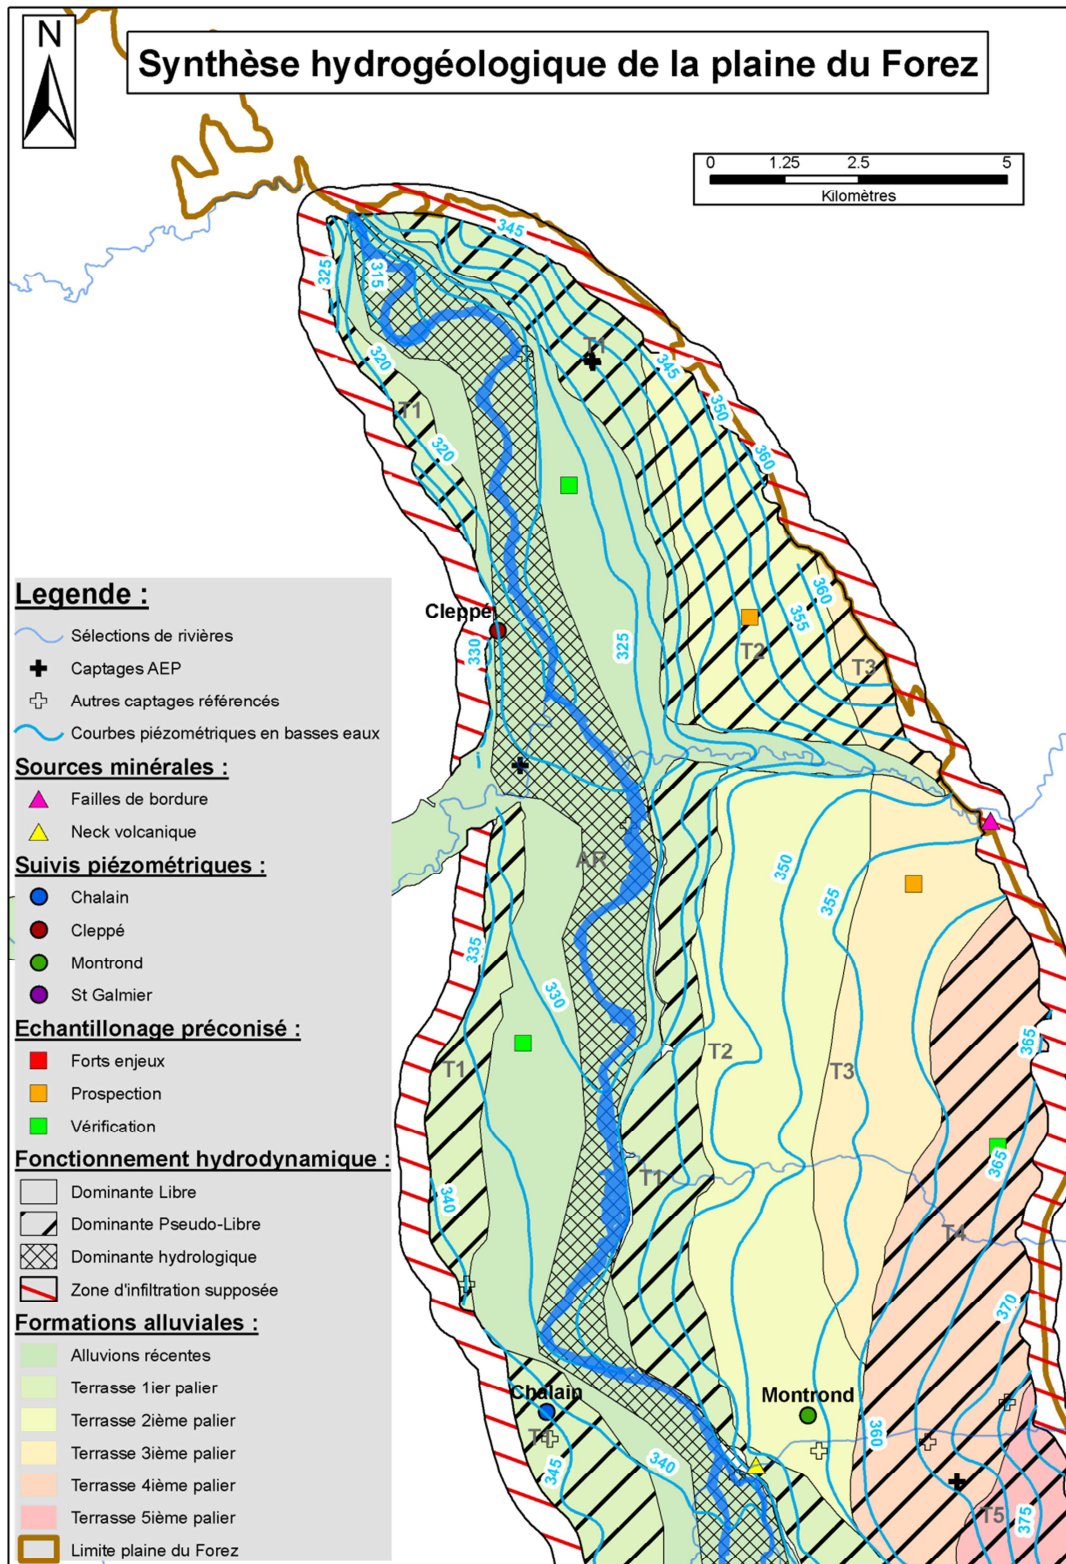 N
Synthèse hydrogéologique de la plaine du Forez
0 1.25 2.5 5
Kilomètres
345
325
315
T1
320
345
T1
350
320
360
Legende :
Sélections de rivières
Captages AEP
Autres captages référencés
Courbes piézométriques en basses eaux
Sources minérales :
Failles de bordure
Neck volcanique
Suivis piézométriques :
Chalain
Cleppé
Montrond
St Galmier
Echantillonage préconisé :
Forts enjeux
Prospection
Vérification
Fonctionnement hydrodynamique :
Dominante Libre
Dominante Pseudo-Libre
Dominante hydrologique
Zone d'infiltration supposée
Formations alluviales :
Alluvions récentes
Terrasse 1ier palier
Terrasse 2ième palier
Terrasse 3ième palier
Terrasse 4ième palier
Terrasse 5ième palier
Limite plaine du Forez
360
Cleppé
355
330
325
T2
T3
AR
350
355
335
330
365
T1
T2
T3
365
T1
340
T4
370
Chalain
Montrond
360
T1
345
340
T5
375